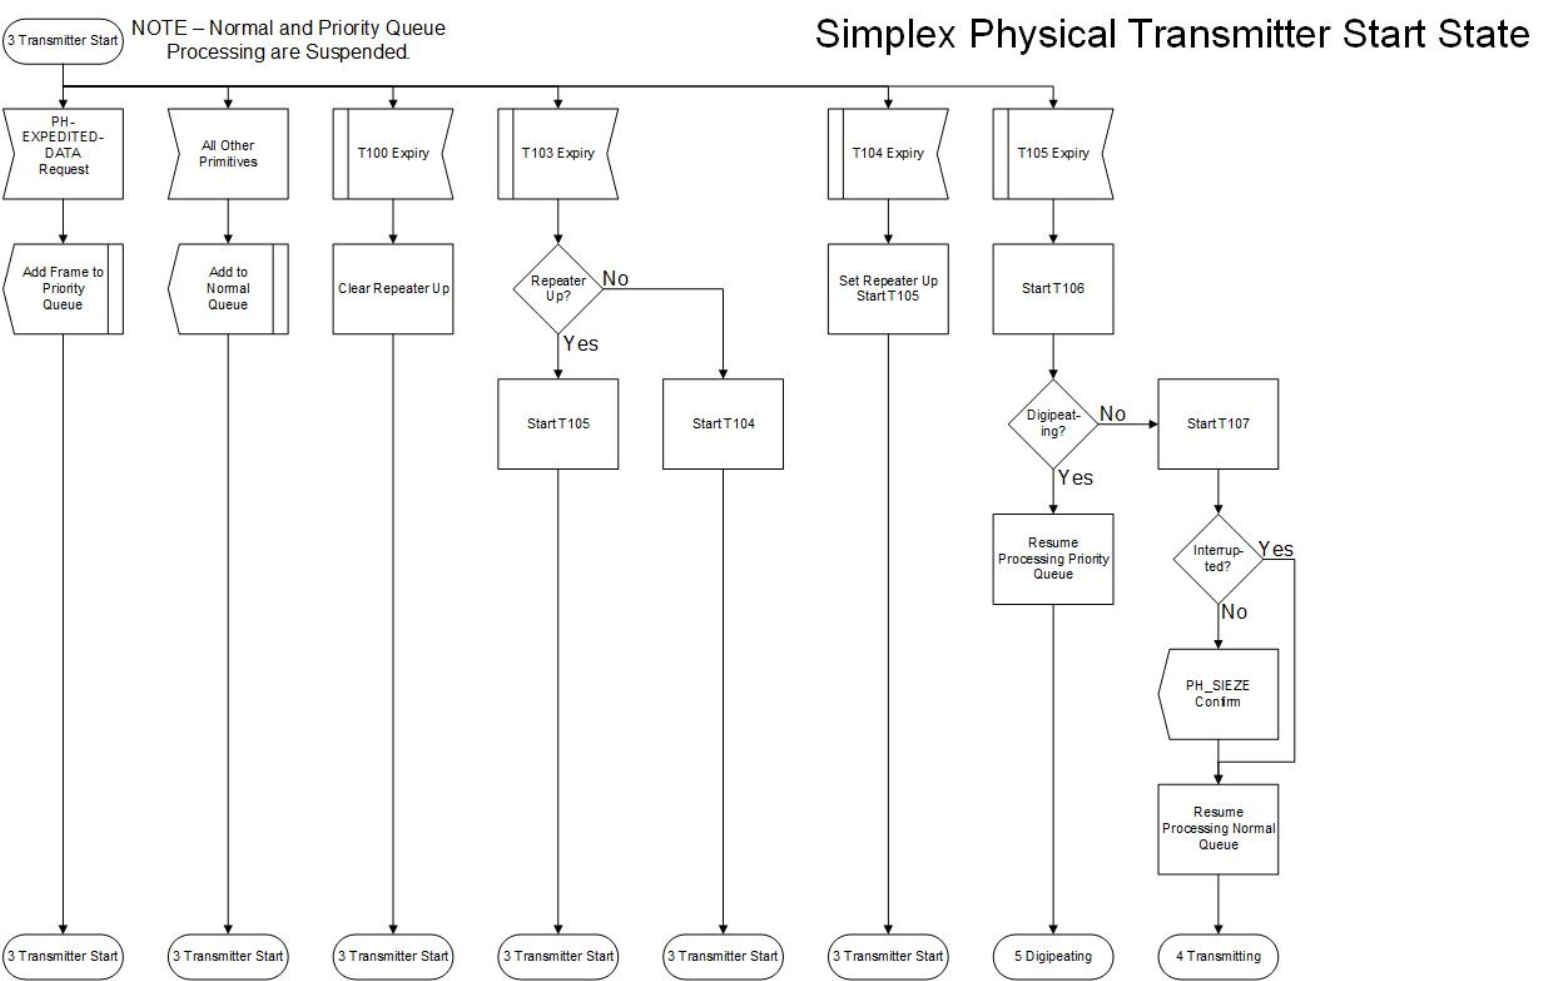 Simplex Physical Transmitter Start State
3 Transmitter Start
NOTE – Normal and Priority Queue
Processing are Suspended.
PH-
EXPEDITED-
DATA
Request
All Other
Primitives
T100 Expiry
T103 Expiry
T104 Expiry
T105 Expiry
Add Frame to
Priority
Queue
Add to
Normal
Queue
Clear Repeater Up
Repeater
Up?
No
Yes
Set Repeater Up
Start T105
Start T106
Start T105
Start T104
Digipeat-
ing?
No
Yes
Start T107
Resume
Processing Priority
Queue
Interrup-
ted?
Yes
No
PH_SIEZE
Confirm
Resume
Processing Normal
Queue
3 Transmitter Start
3 Transmitter Start
3 Transmitter Start
3 Transmitter Start
3 Transmitter Start
3 Transmitter Start
5 Digipeating
4 Transmitting